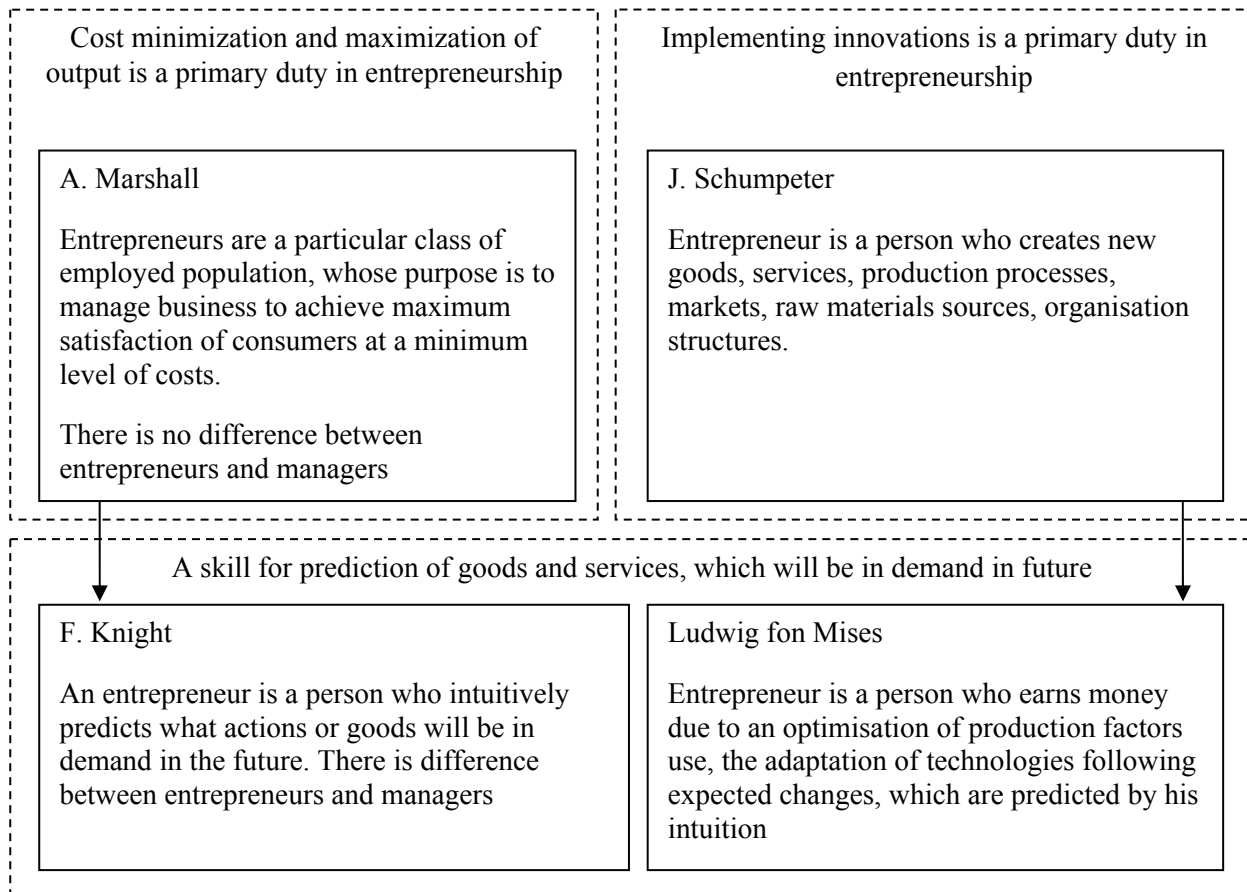 Cost minimization and maximization of
output is a primary duty in entrepreneurship
A. Marshall
Entrepreneurs are a particular class of
employed population, whose purpose is to
manage business to achieve maximum
satisfaction of consumers at a minimum
level of costs.
There is no difference between
entrepreneurs and managers
Implementing innovations is a primary duty in
entrepreneurship
J. Schumpeter
Entrepreneur is a person who creates new
goods, services, production processes,
markets, raw materials sources, organisation
structures.
A skill for prediction of goods and services, which will be in demand in future
F. Knight
An entrepreneur is a person who intuitively
predicts what actions or goods will be in
demand in the future. There is difference
between entrepreneurs and managers
Ludwig fon Mises
Entrepreneur is a person who earns money
due to an optimisation of production factors
use, the adaptation of technologies following
expected changes, which are predicted by his
intuition